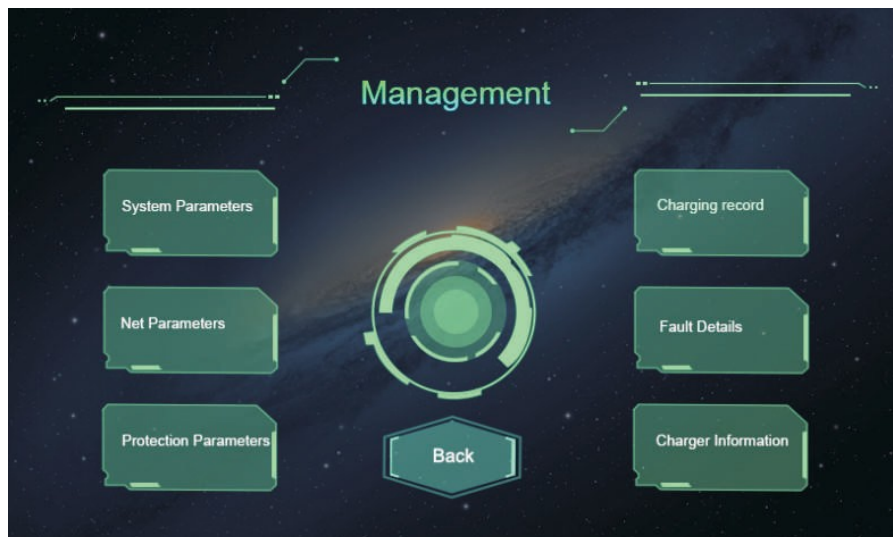 Management
System Parameters
Charging record
Net Parameters
Fault Details
Protection Parameters
Charger Information
Back